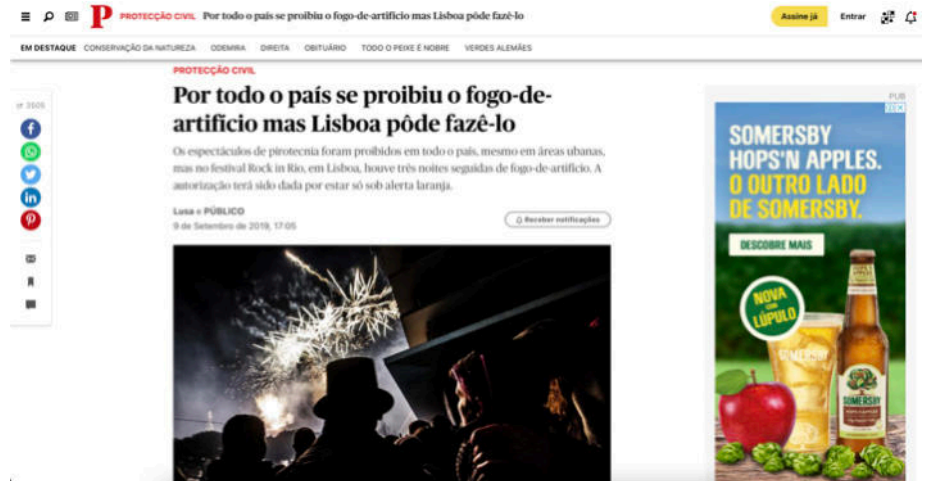 P PROTECÇÃO CIVIL Por todo o país se proibiu o fogo-de-artifício mas Lisboa pôde fazê-lo Assine já Entrar
EM DESTAQUE CONSERVAÇÃO DA NATUREZA ODEMIRA DIREITA OBITUÁRIO TODO O PEIXE É NOBRE VERDES ALEMÃES
PROTECÇÃO CIVIL
Por todo o país se proibiu o fogo-de-
artifício mas Lisboa pôde fazê-lo
Os espectáculos de pirotecnia foram proibidos em todo o país, mesmo em áreas ubanas,
mas no festival Rock in Rio, em Lisboa, houve três noites seguidas de fogo-de-artifício. A
autorização terá sido dada por estar só sob alerta laranja.
Lusa e PÚBLICO
9 de Setembro de 2019, 17:05
Receber notificações
3505
f
in
PUB
SOMERSBY
HOPS'N APPLES.
O OUTRO LADO
DE SOMERSBY.
DESCOBRE MAIS
NOVA
COM
LÚPULO
SOMERSBY
SOMERSBY